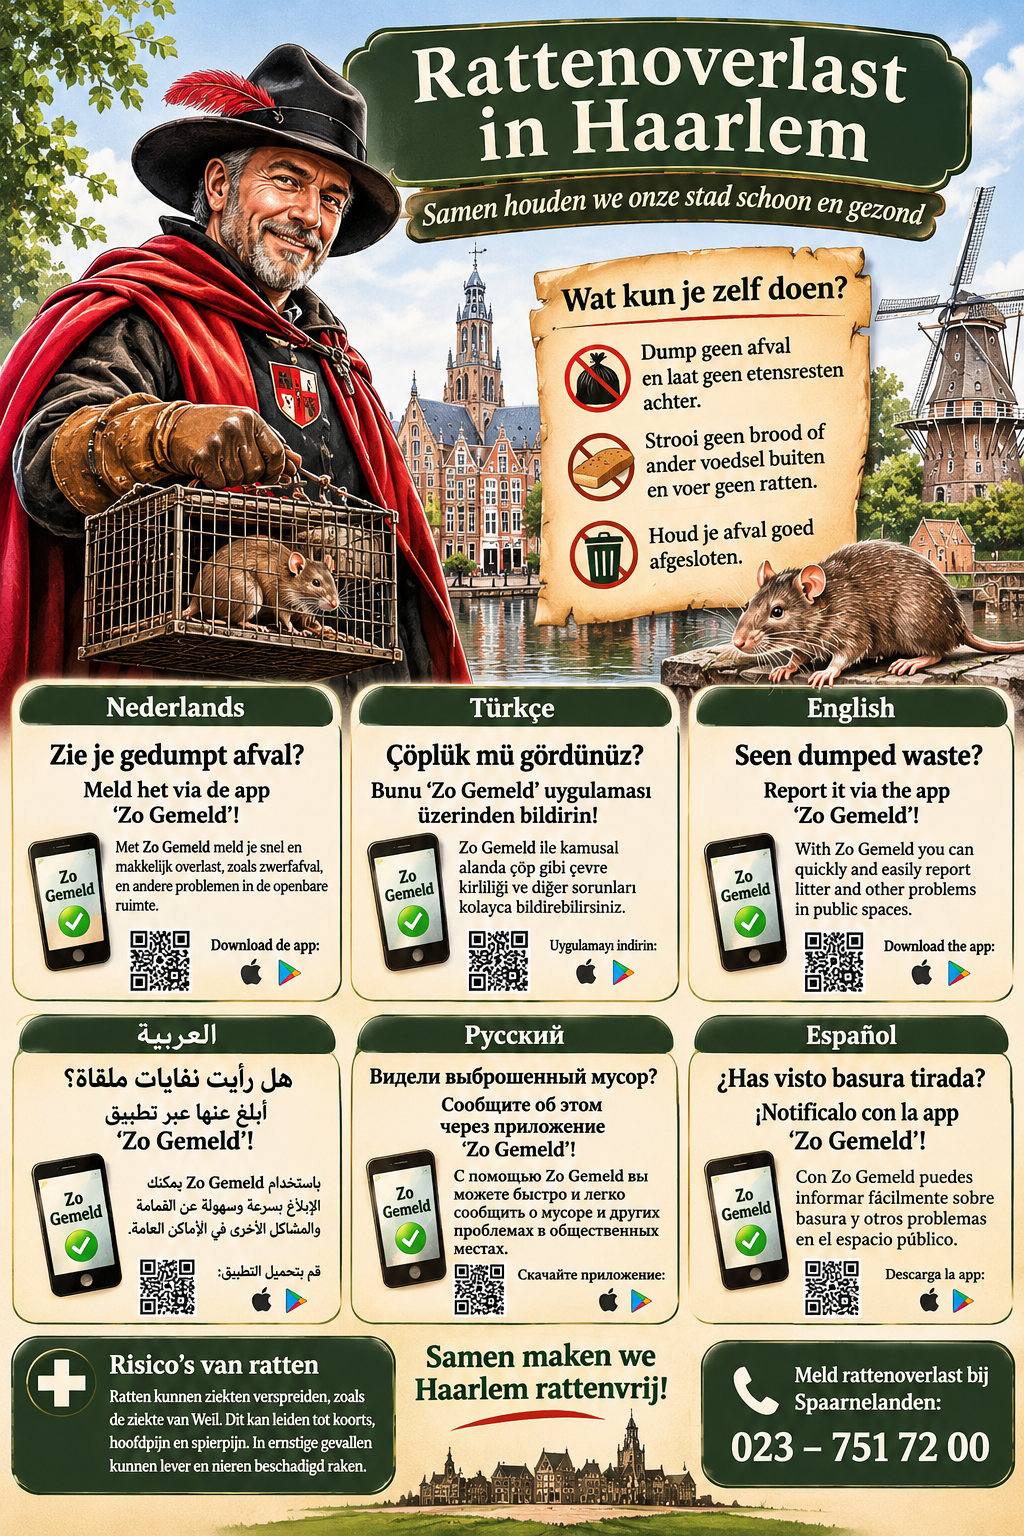 Rattenoverlast
in Haarlem
Samen houden we onze stad schoon en gezond
Wat kun je zelf doen?
Dump geen afval
en laat geen etensresten
achter.
Strooi geen brood of
ander voedsel buiten
en voer geen ratten.
Houd je afval goed
afgesloten.
Nederlands
Zie je gedumpt afval?
Meld het via de app
‘Zo Gemeld’!
Zo
Gemeld
Met Zo Gemeld meld je snel en
makkelijk overlast, zoals zwerfafval,
en andere problemen in de openbare
ruimte.
Download de app:
Türkçe
Çöplük mü gördünüz?
Bunu ‘Zo Gemeld’ uygulaması
üzerinden bildirin!
Zo
Gemeld
Zo Gemeld ile kamusal
alanda çöp gibi çevre
kirliliği ve diğer sorunları
kolayca bildirebilirsiniz.
Uygulamayı indirin:
English
Seen dumped waste?
Report it via the app
‘Zo Gemeld’!
Zo
Gemeld
With Zo Gemeld you can
quickly and easily report
litter and other problems
in public spaces.
Download the app:
العربية
هل رأيت نفايات ملقاة؟
أبلغ عنها عبر تطبيق
‘Zo Gemeld’!
Zo
Gemeld
باستخدام Zo Gemeld يمكنك
الإبلاغ بسرعة وسهولة عن القمامة
والمشاكل الأخرى في الأماكن العامة.
قم بتحميل التطبيق:
Русский
Видели выброшенный мусор?
Сообщите об этом
через приложение
‘Zo Gemeld’!
Zo
Gemeld
С помощью Zo Gemeld вы
можете быстро и легко
сообщить о мусоре и других
проблемах в общественных
местах.
Скачайте приложение:
Español
¿Has visto basura tirada?
¡Notifícalo con la app
‘Zo Gemeld’!
Zo
Gemeld
Con Zo Gemeld puedes
informar fácilmente sobre
basura y otros problemas
en el espacio público.
Descarga la app:
Risico’s van ratten
Ratten kunnen ziekten verspreiden, zoals
de ziekte van Weil. Dit kan leiden tot koorts,
hoofdpijn en spierpijn. In ernstige gevallen
kunnen lever en nieren beschadigd raken.
Samen maken we
Haarlem rattenvrij!
Meld rattenoverlast bij
Spaarnelanden:
023 – 751 72 00